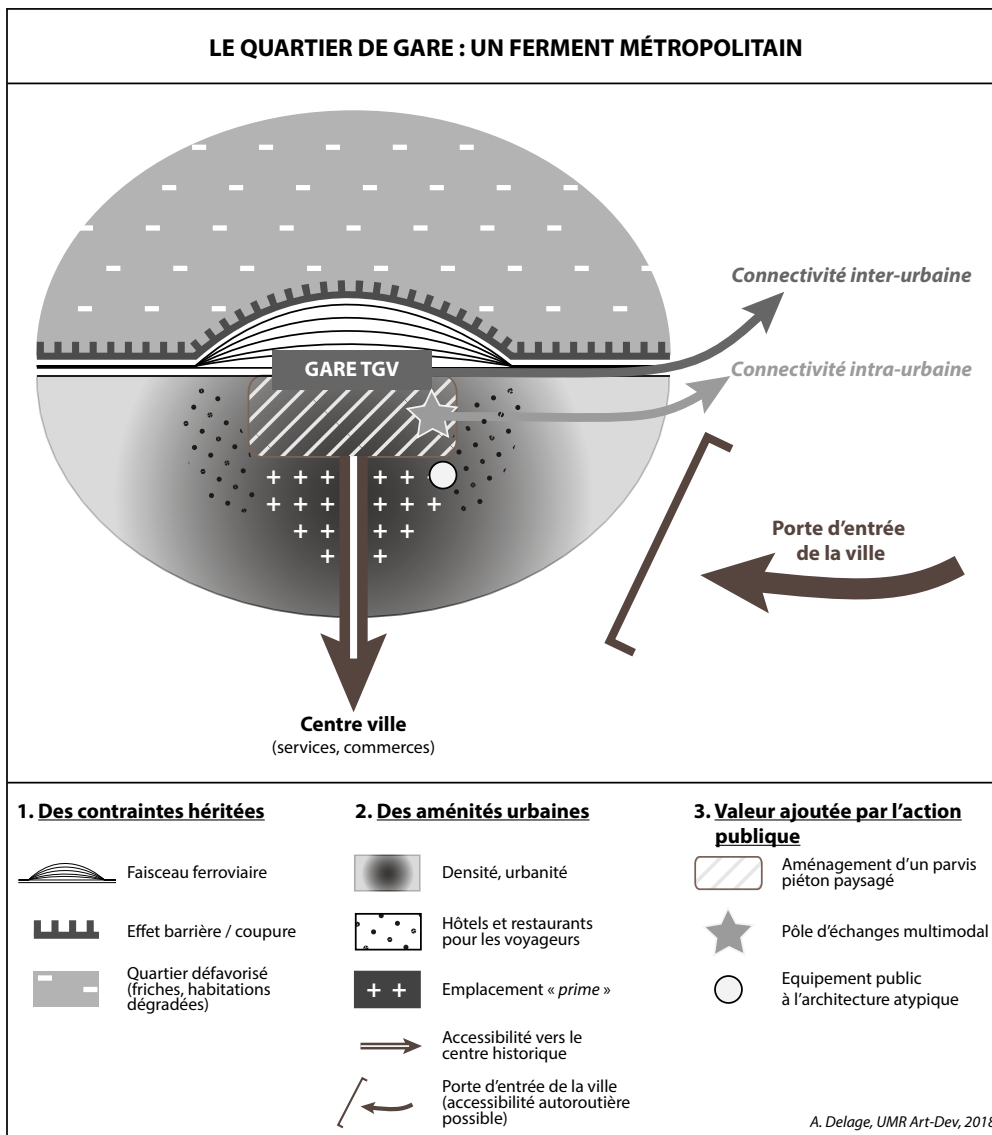 LE QUARTIER DE GARE : UN FERMENT MÉTROPOLITAIN
Connectivité inter-urbaine
GARE TGV
Connectivité intra-urbaine
Porte d'entrée
de la ville
Centre ville
(services, commerces)
1. Des contraintes héritées
Faisceau ferroviaire
Effet barrière / coupure
Quartier défavorisé
(friches, habitations
dégradées)
2. Des aménités urbaines
Densité, urbanité
Hôtels et restaurants
pour les voyageurs
Emplacement « prime »
Accessibilité vers le
centre historique
Porte d'entrée de la ville
(accessibilité autoroutière
possible)
3. Valeur ajoutée par l'action
publique
Aménagement d'un parvis
piéton paysagé
Pôle d'échanges multimodal
Equipement public
à l'architecture atypique
A. Delage, UMR Art-Dev, 2018